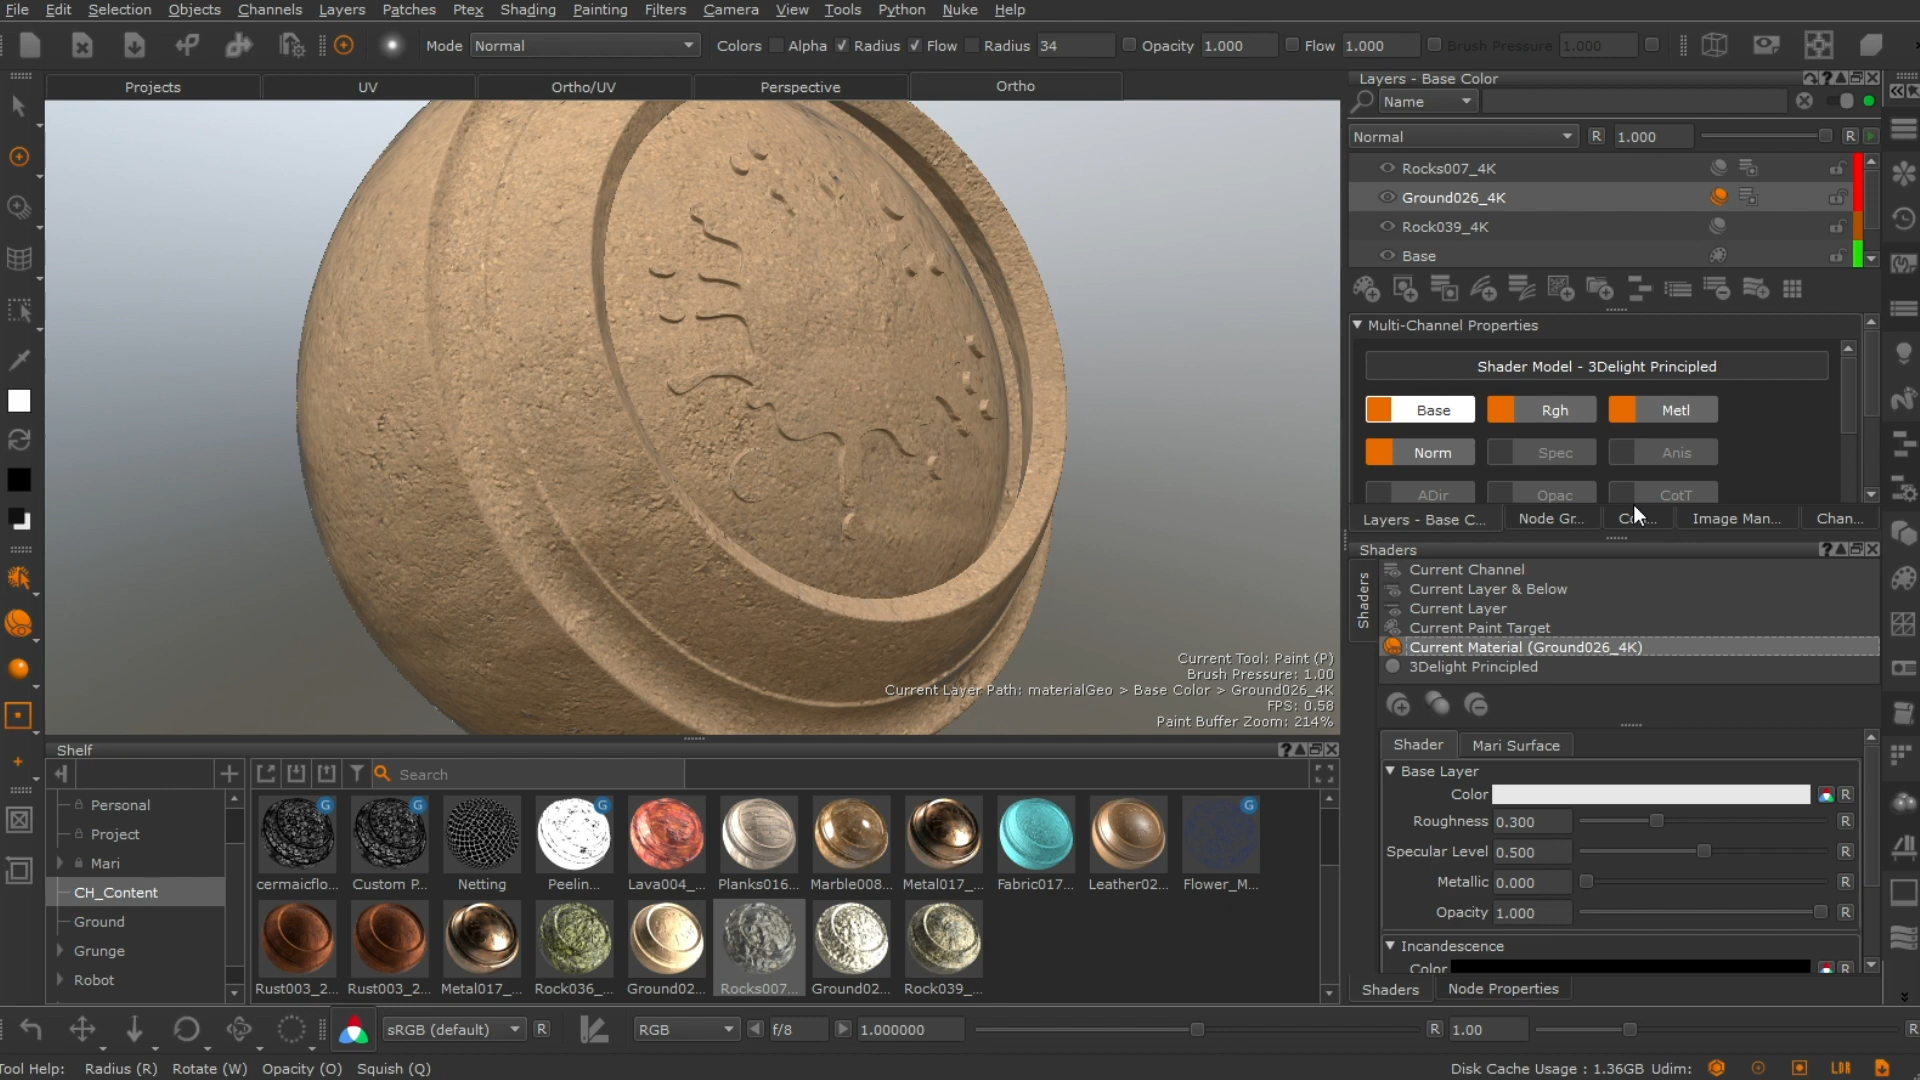 File Edit Selection Objects Channels Layers Patches Ptex Shading Painting Filters Camera View Tools Python Nuke Help
Mode Normal Colors Alpha Radius Flow Radius 34 Opacity 1.000 Flow 1.000 Brush Pressure 1.000
Projects UV Ortho/UV Perspective Ortho
Layers - Base Color
Name
Normal R 1.000 R
Rocks007_4K
Ground026_4K
Rock039_4K
Base
Multi-Channel Properties
Shader Model - 3Delight Principled
Base Rgh Metl
Norm Spec Anis
ADir Opac CotT
Layers - Base C... Node Gr... Image Man... Chan...
Shaders
Shaders
Current Channel
Current Layer & Below
Current Layer
Current Paint Target
Current Material (Ground026_4K)
3Delight Principled
Current Tool: Paint (P)
Brush Pressure: 1.00
Current Layer Path: materialGeo > Base Color > Ground026_4K
FPS: 0.58
Paint Buffer Zoom: 214%
Shader Mari Surface
Base Layer
Color R
Roughness 0.300 R
Specular Level 0.500 R
Metallic 0.000 R
Opacity 1.000 R
Incandescence
Color R
Shaders Node Properties
Shelf
Search
Personal
Project
Mari
CH_Content
Ground
Grunge
Robot
G G G G
cermaicflo... Custom P... Netting Peelin... Lava004_... Planks016... Marble008... Metal017_... Fabric017... Leather02... Flower_M...
Rust003_2... Rust003_2... Metal017_... Rock036_... Ground02... Rocks007... Ground02... Rock039_...
sRGB (default) R RGB f/8 1.000000 R 1.00 R
Tool Help: Radius (R) Rotate (W) Opacity (O) Squish (Q)
Disk Cache Usage : 1.36GB Udim: LDR